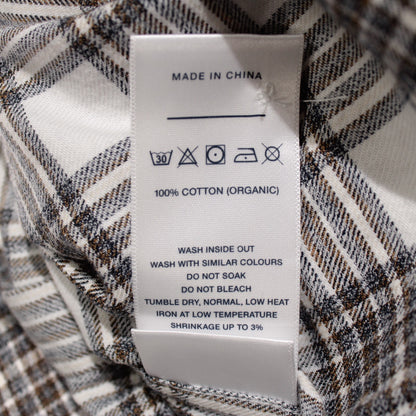 MADE IN CHINA
30
100% COTTON (ORGANIC)
WASH INSIDE OUT
WASH WITH SIMILAR COLOURS
DO NOT SOAK
DO NOT BLEACH
TUMBLE DRY, NORMAL, LOW HEAT
IRON AT LOW TEMPERATURE
SHRINKAGE UP TO 3%